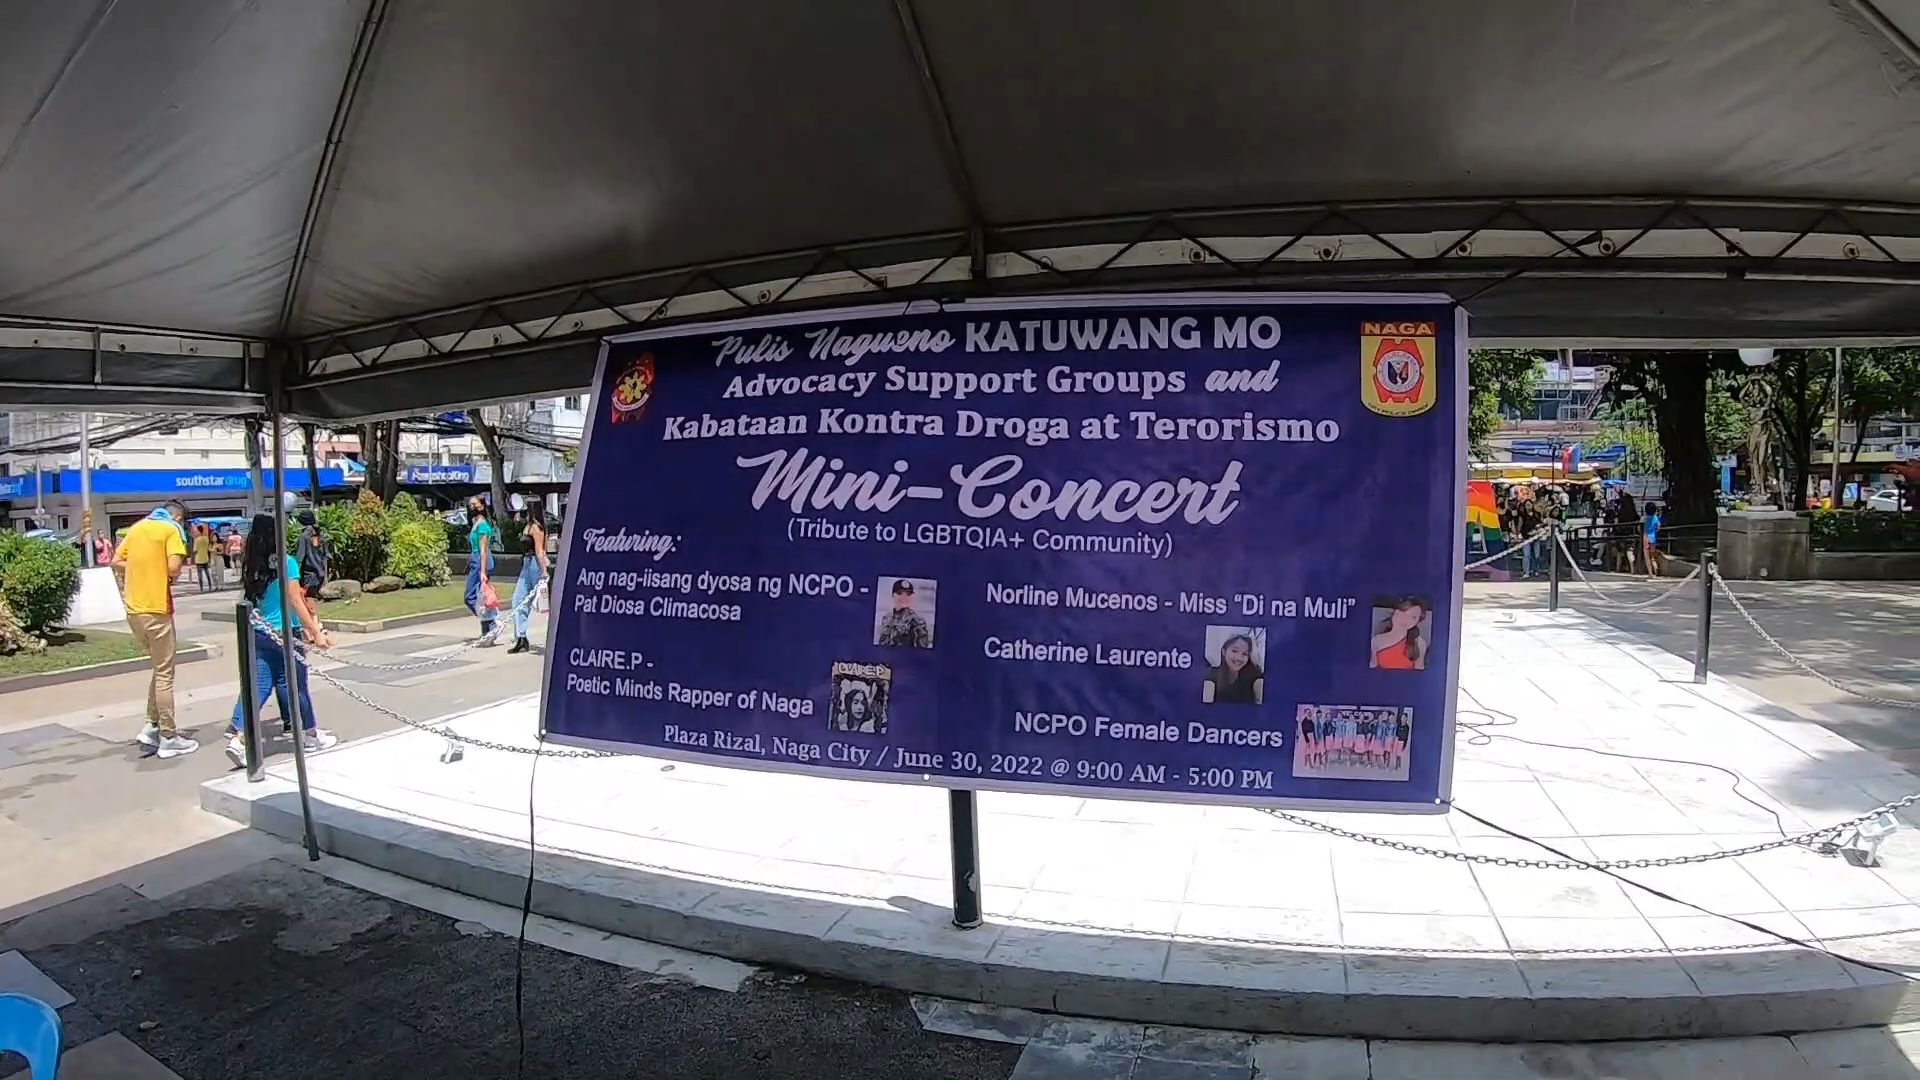 Pulis Nagueno KATUWANG MO
Advocacy Support Groups and
Kabataan Kontra Droga at Terorismo
Mini-Concert
(Tribute to LGBTQIA+ Community)
Featuring:
Ang nag-iisang dyosa ng NCPO -
Pat Diosa Climacosa
CLAIRE.P -
Poetic Minds Rapper of Naga
CLAIRE.P
Norline Mucenos - Miss “Di na Muli”
Catherine Laurente
NCPO Female Dancers
Plaza Rizal, Naga City / June 30, 2022 @ 9:00 AM - 5:00 PM
NAGA
southstardrug